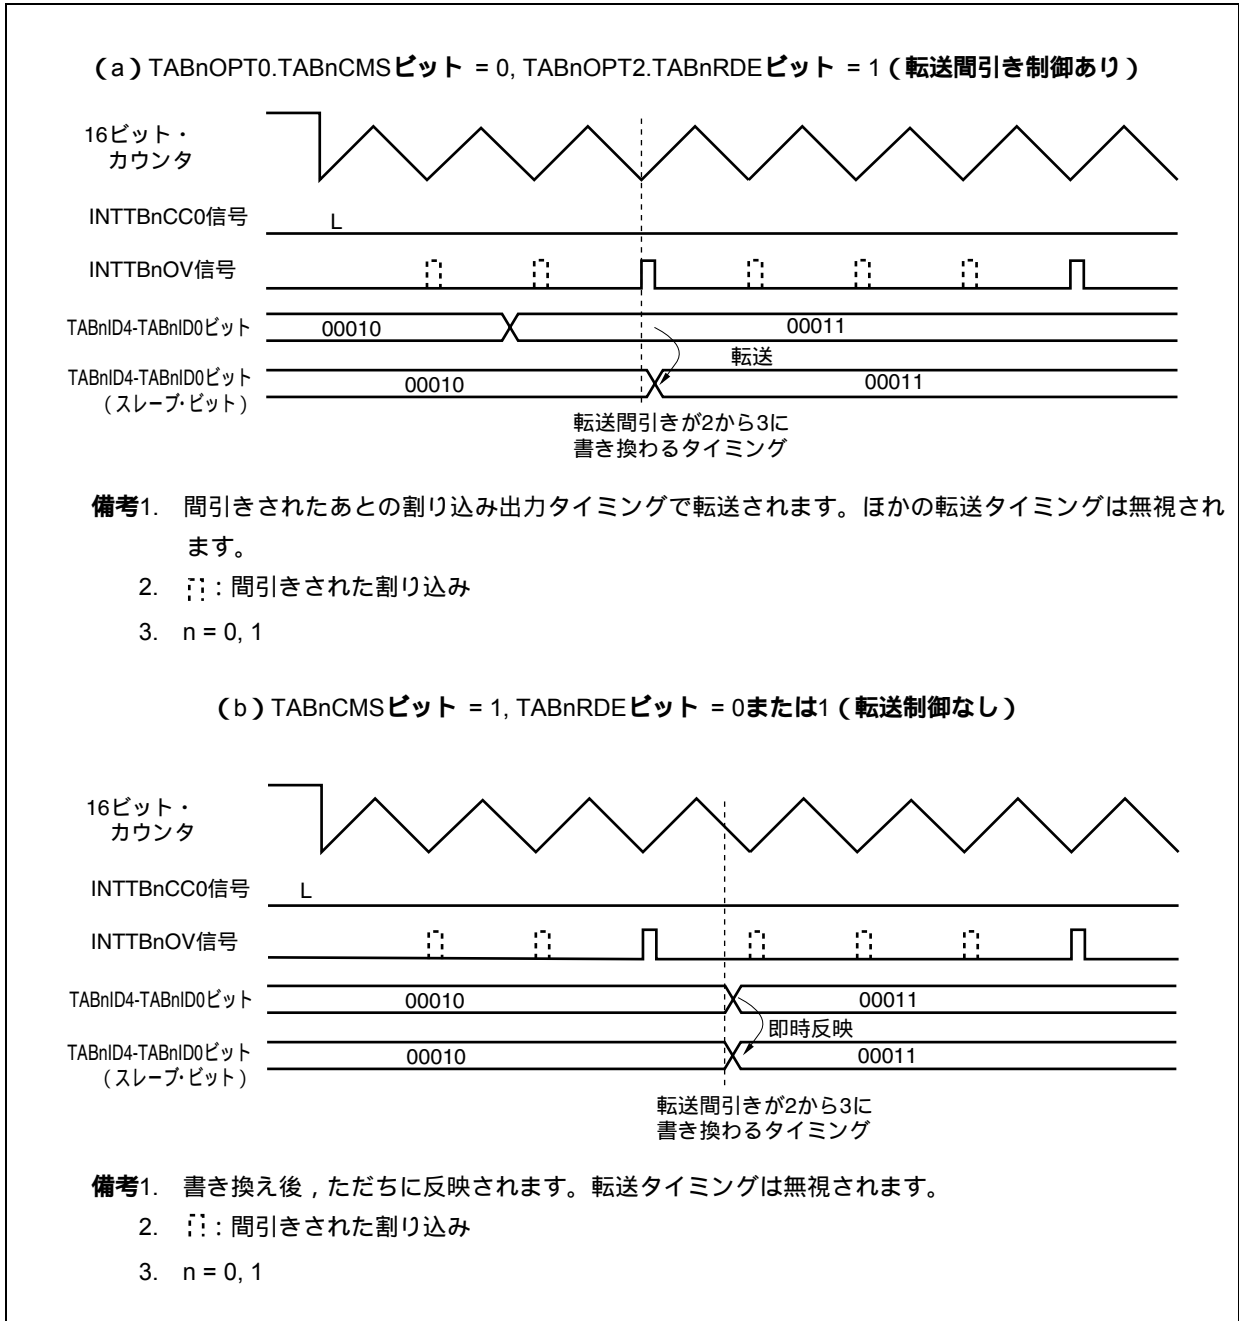 （a）TABnOPT0.TABnCMSビット = 0, TABnOPT2.TABnRDEビット = 1（転送間引き制御あり）
16ビット・
カウンタ
INTTBnCC0信号
L
INTTBnOV信号
TABnID4-TABnID0ビット
00010
00011
転送
TABnID4-TABnID0ビット
（スレーブ・ビット）
00010
00011
転送間引きが2から3に
書き換わるタイミング
備考1. 間引きされたあとの割り込み出力タイミングで転送されます。ほかの転送タイミングは無視され
ます。
2. ：間引きされた割り込み
3. n = 0, 1
（b）TABnCMSビット = 1, TABnRDEビット = 0または1（転送制御なし）
16ビット・
カウンタ
INTTBnCC0信号
L
INTTBnOV信号
TABnID4-TABnID0ビット
00010
00011
即時反映
TABnID4-TABnID0ビット
（スレーブ・ビット）
00010
00011
転送間引きが2から3に
書き換わるタイミング
備考1. 書き換え後，ただちに反映されます。転送タイミングは無視されます。
2. ：間引きされた割り込み
3. n = 0, 1